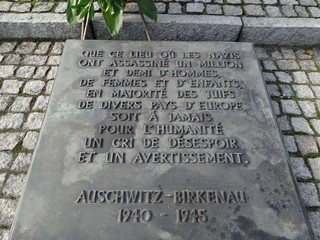 QUE CE LIEU OÙ LES NAZIS
ONT ASSASSINÉ UN MILLION
ET DEMI D'HOMMES,
DE FEMMES ET D'ENFANTS,
EN MAJORITÉ DES JUIFS
DE DIVERS PAYS D'EUROPE,
SOIT À JAMAIS
POUR L'HUMANITÉ
UN CRI DE DÉSESPOIR
ET UN AVERTISSEMENT.
AUSCHWITZ - BIRKENAU
1940 - 1945